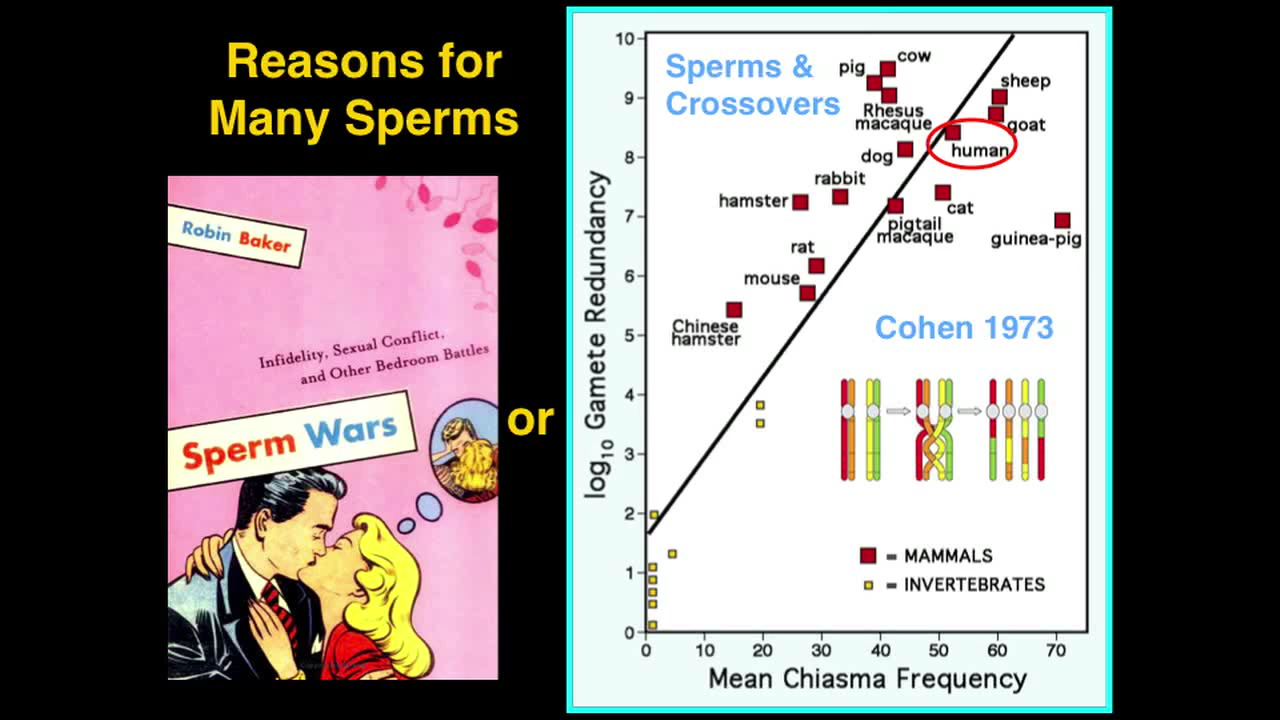 Reasons for
Many Sperms
Robin Baker
Infidelity, Sexual Conflict,
and Other Bedroom Battles
Sperm Wars
or
Sperms &
Crossovers
Cohen 1973
log10 Gamete Redundancy
10
9
8
7
6
5
4
3
2
1
0
cow
pig
sheep
Rhesus
macaque
goat
human
dog
rabbit
hamster
cat
pigtail
macaque
guinea-pig
rat
mouse
Chinese
hamster
= MAMMALS
= INVERTEBRATES
0 10 20 30 40 50 60 70
Mean Chiasma Frequency